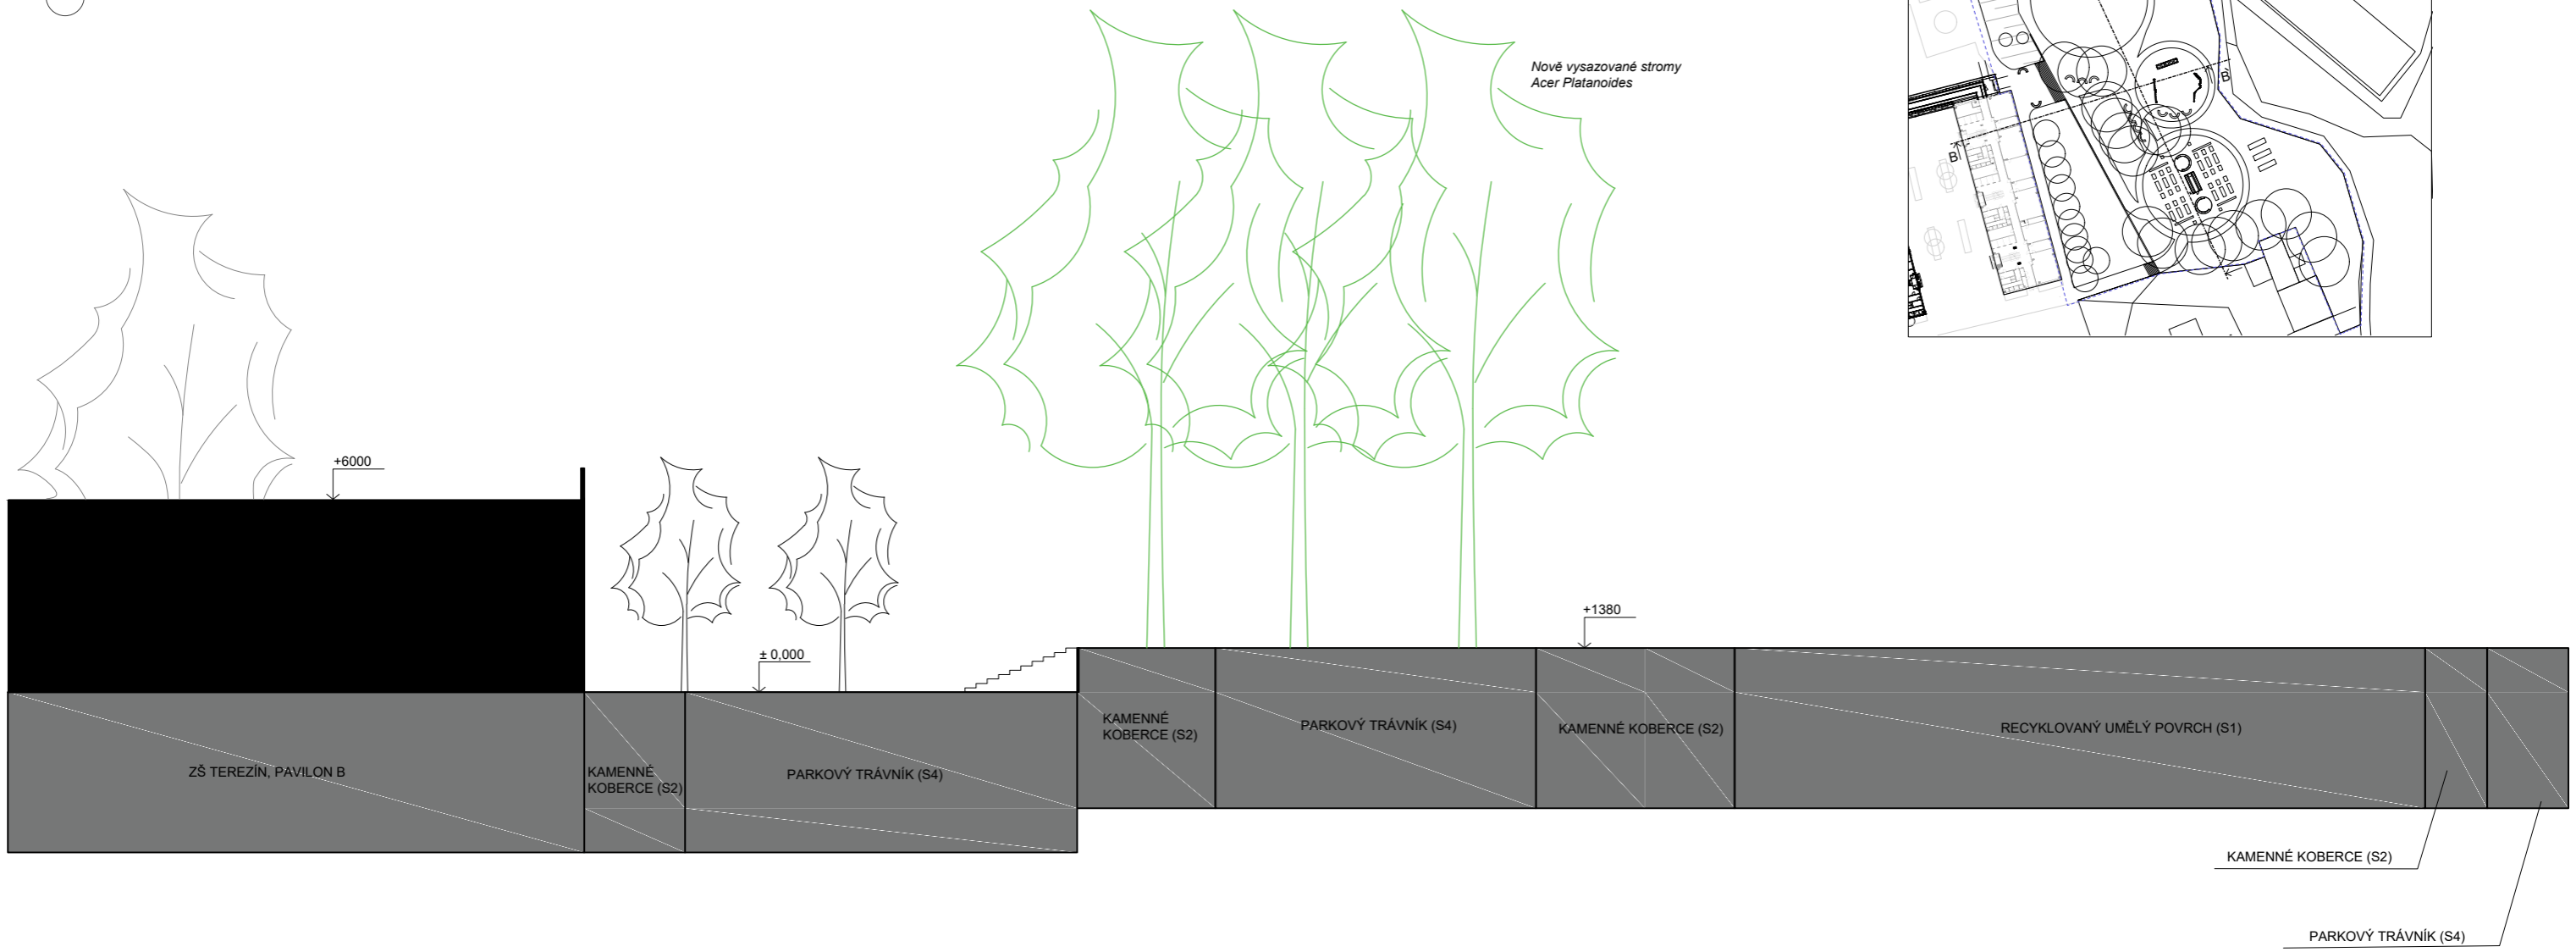 Nově vysazované stromy
Acer Platanoides
B
B
+6000
+1380
± 0,000
ZŠ TEREZÍN, PAVILON B
KAMENNÉ
KOBERCE (S2)
PARKOVÝ TRÁVNÍK (S4)
KAMENNÉ
KOBERCE (S2)
PARKOVÝ TRÁVNÍK (S4)
KAMENNÉ KOBERCE (S2)
RECYKLOVANÝ UMĚLÝ POVRCH (S1)
KAMENNÉ KOBERCE (S2)
PARKOVÝ TRÁVNÍK (S4)